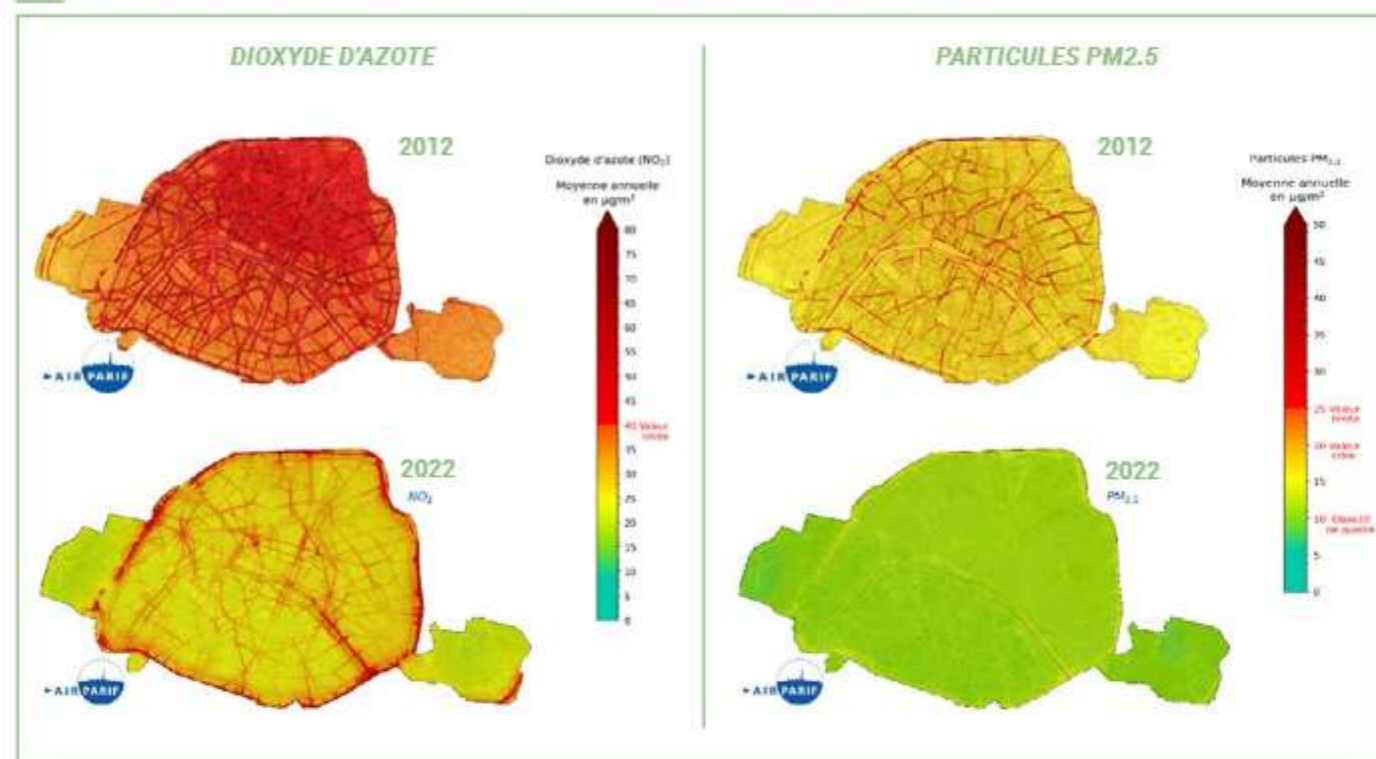 DIOXYDE D'AZOTE
2012
Dioxyde d'azote (NO₂)
Moyenne annuelle
en µg/m³
80
75
70
65
60
55
50
45
40 Valeur
limite
35
30
25
20
15
10
5
0
AIRPARIF
2022
NO₂
AIRPARIF
PARTICULES PM2.5
2012
Particules PM₂.₅
Moyenne annuelle
en µg/m³
50
45
40
35
30
25 Valeur
limite
20 Valeur
cible
15
10 Objectif
de qualité
5
0
AIRPARIF
2022
PM₂.₅
AIRPARIF